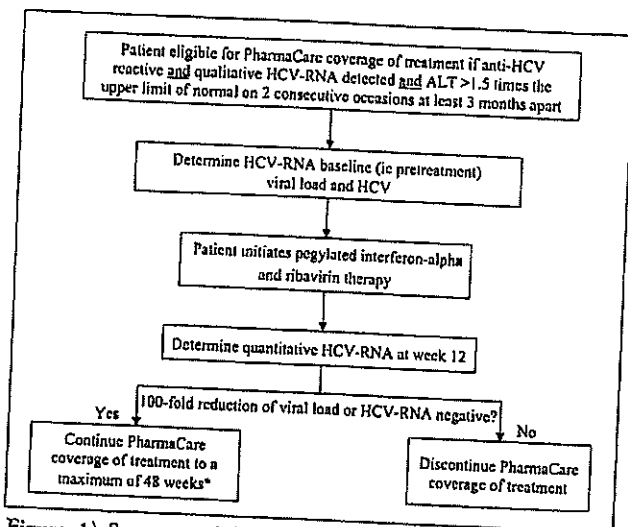 Patient eligible for PharmaCare coverage of treatment if anti-HCV
reactive and qualitative HCV-RNA detected and ALT >1.5 times the
upper limit of normal on 2 consecutive occasions at least 3 months apart
Determine HCV-RNA baseline (ie pretreatment)
viral load and HCV
Patient initiates pegylated interferon-alpha
and ribavirin therapy
Determine quantitative HCV-RNA at week 12
100-fold reduction of viral load or HCV-RNA negative?
Yes
No
Continue PharmaCare
coverage of treatment to a
maximum of 48 weeks*
Discontinue PharmaCare
coverage of treatment
Figure 1)